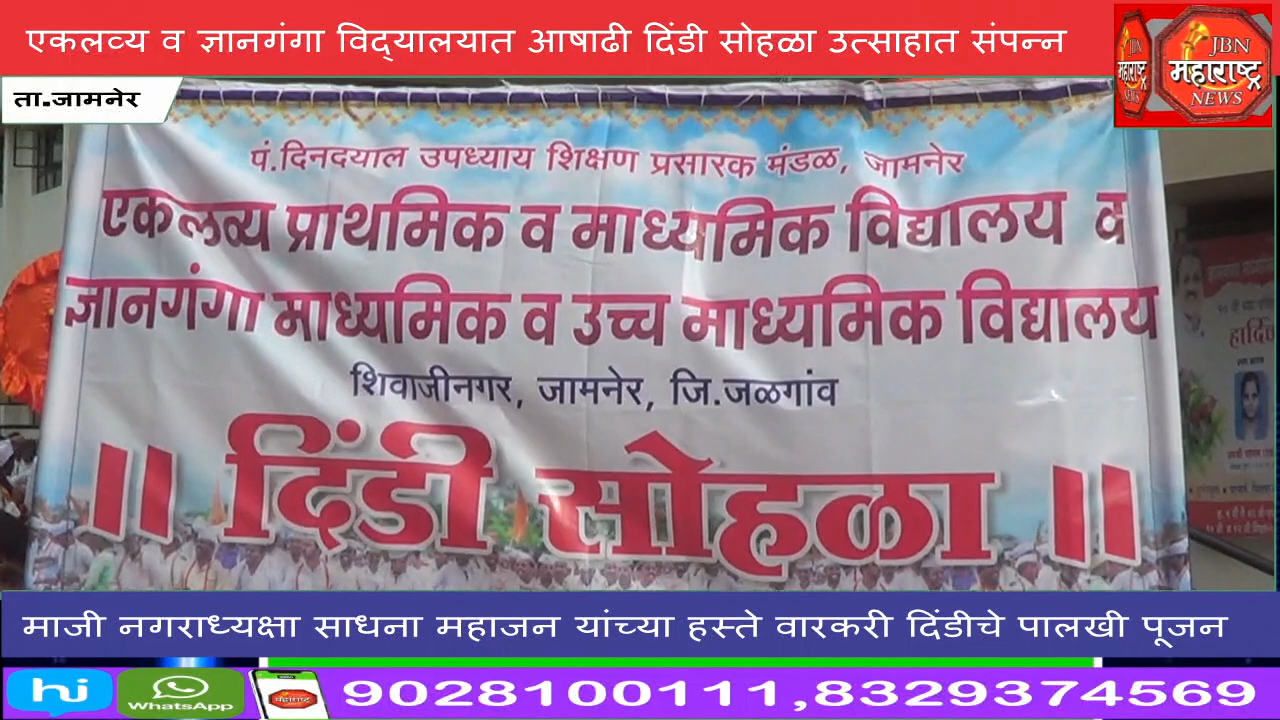 एकलव्य व ज्ञानगंगा विद्यालयात आषाढी दिंडी सोहळा उत्साहात संपन्न
JBN
महाराष्ट्र
NEWS
ता.जामनेर
पं.दिनदयाल उपध्याय शिक्षण प्रसारक मंडळ, जामनेर
एकलव्य प्राथमिक व माध्यमिक विद्यालय व
ज्ञानगंगा माध्यमिक व उच्च माध्यमिक विद्यालय
शिवाजीनगर, जामनेर, जि.जळगांव
॥ दिंडी सोहळा ॥
माजी नगराध्यक्षा साधना महाजन यांच्या हस्ते वारकरी दिंडीचे पालखी पूजन
hi WhatsApp महाराष्ट्र 9028100111,8329374569